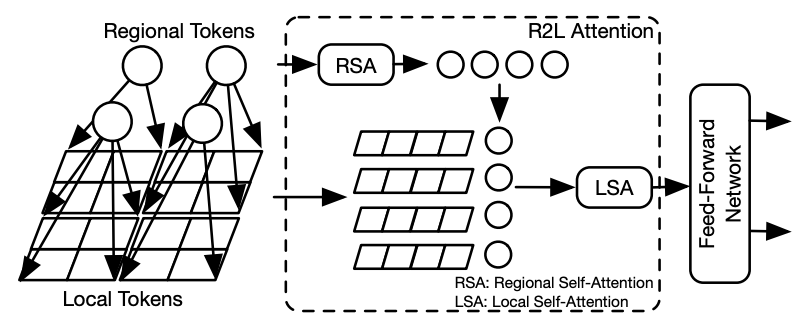 Regional Tokens
R2L Attention
RSA
LSA
Feed-Forward
Network
RSA: Regional Self-Attention
LSA: Local Self-Attention
Local Tokens